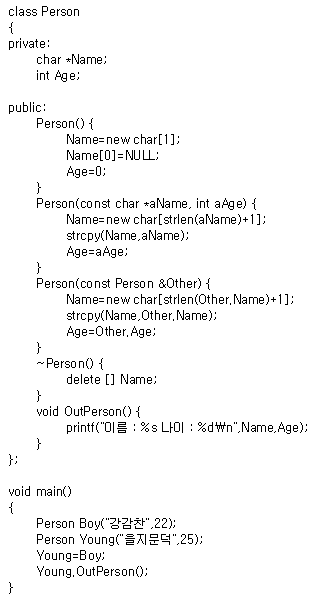 class Person
{
private:
char *Name;
int Age;
public:
Person() {
Name=new char[1];
Name[0]=NULL;
Age=0;
}
Person(const char *aName, int aAge) {
Name=new char[strlen(aName)+1];
strcpy(Name,aName);
Age=aAge;
}
Person(const Person &Other) {
Name=new char[strlen(Other.Name)+1];
strcpy(Name,Other.Name);
Age=Other.Age;
}
~Person() {
delete [] Name;
}
void OutPerson() {
printf("이름 : %s 나이 : %d₩n",Name,Age);
}
};
void main()
{
Person Boy("강감찬",22);
Person Young("을지문덕",25);
Young=Boy;
Young.OutPerson();
}